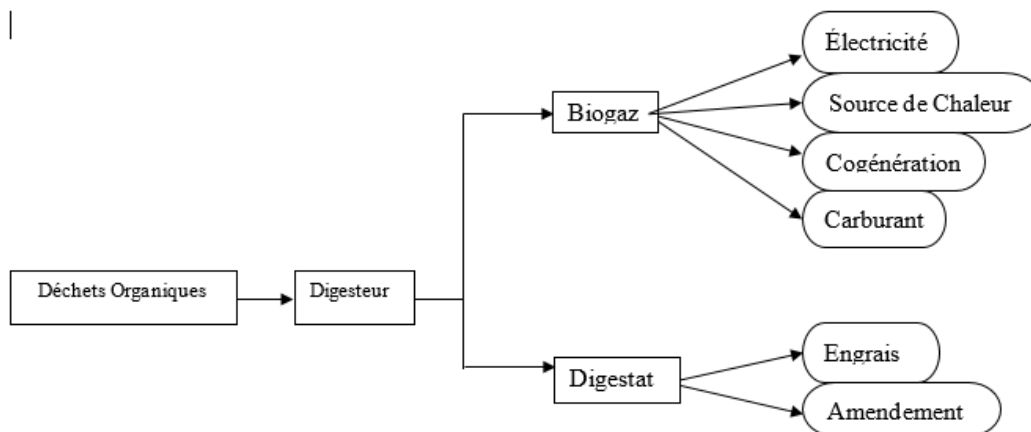 Déchets Organiques
Digesteur
Biogaz
Électricité
Source de Chaleur
Cogénération
Carburant
Digestat
Engrais
Amendement